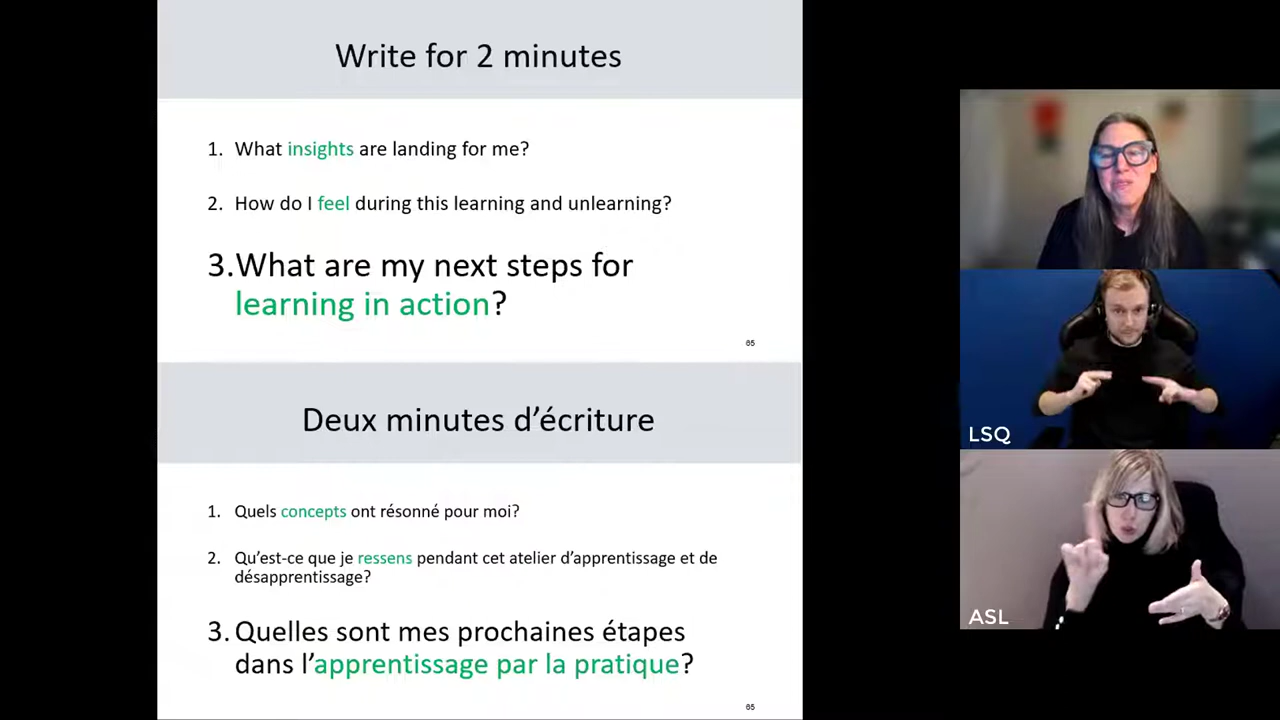 Write for 2 minutes
1. What insights are landing for me?
2. How do I feel during this learning and unlearning?
3.What are my next steps for
learning in action?
65
Deux minutes d'écriture
1. Quels concepts ont résonné pour moi?
2. Qu'est-ce que je ressens pendant cet atelier d'apprentissage et de
désapprentissage?
3. Quelles sont mes prochaines étapes
dans l'apprentissage par la pratique?
65
LSQ
ASL